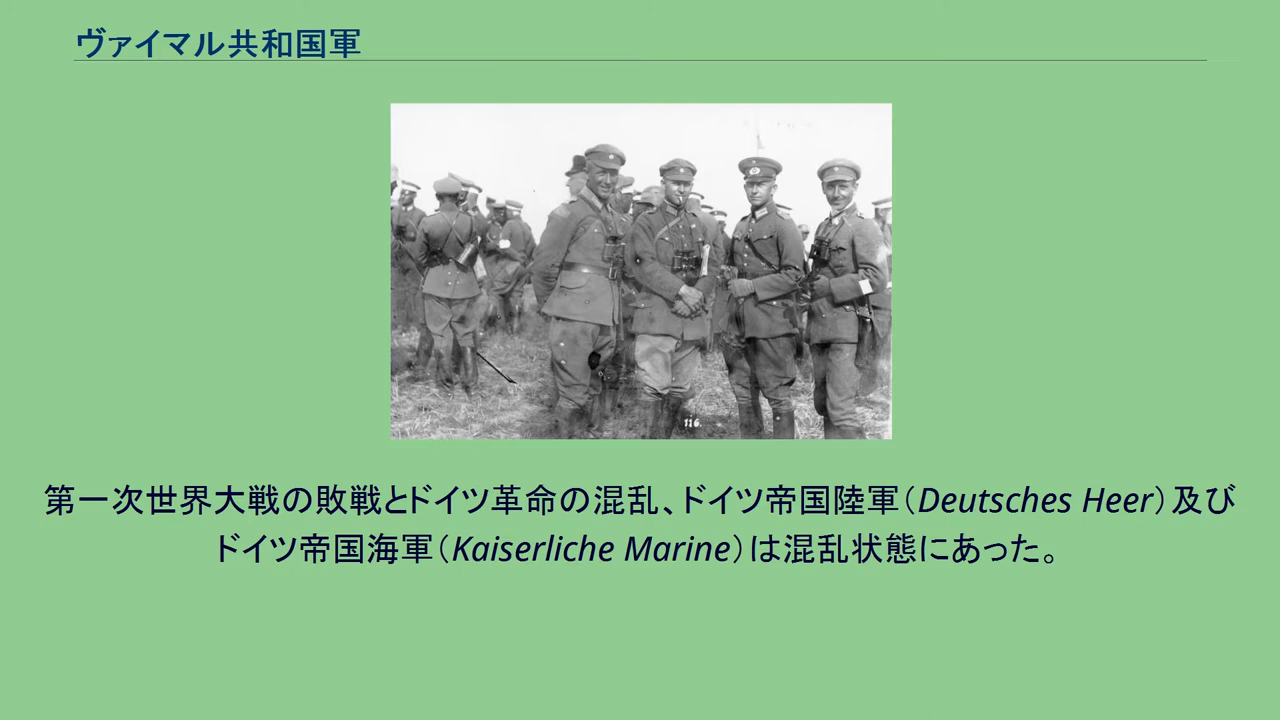 ヴァイマル共和国軍
116.
第一次世界大戦の敗戦とドイツ革命の混乱、ドイツ帝国陸軍（Deutsches Heer）及び
ドイツ帝国海軍（Kaiserliche Marine）は混乱状態にあった。